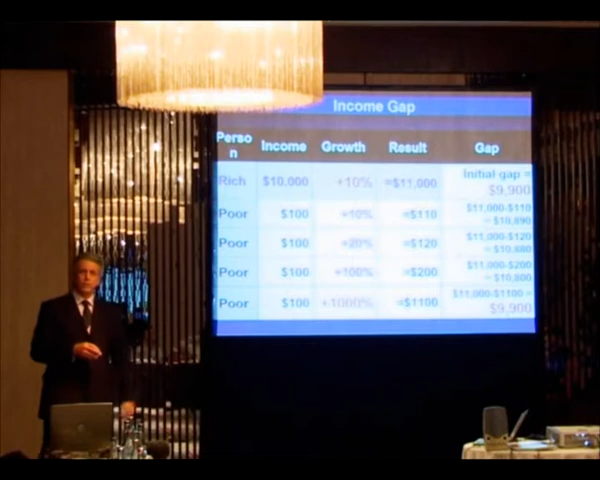 Income Gap
Perso
n
Income
Growth
Result
Gap
Rich
$10,000
+10%
=$11,000
Initial gap =
$9,900
Poor
$100
+10%
=$110
$11,000-$110
= $10,890
Poor
$100
+20%
=$120
$11,000-$120
= $10,880
Poor
$100
+100%
=$200
$11,000-$200
= $10,800
Poor
$100
+1000%
=$1100
$11,000-$1100 =
$9,900